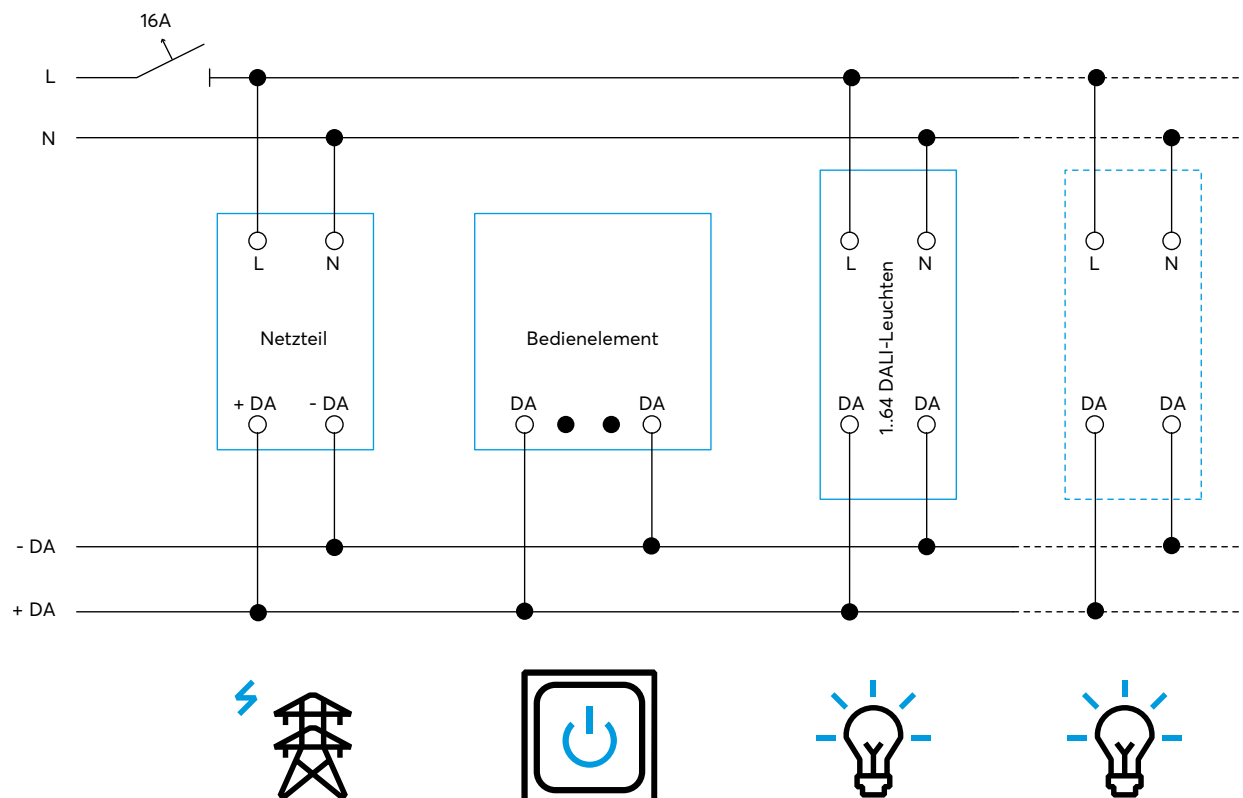 16A
L
N
L N
L N
L N
Netzteil
Bedienelement
1..64 DALI-Leuchten
+ DA - DA
DA DA
DA DA
DA DA
- DA
+ DA